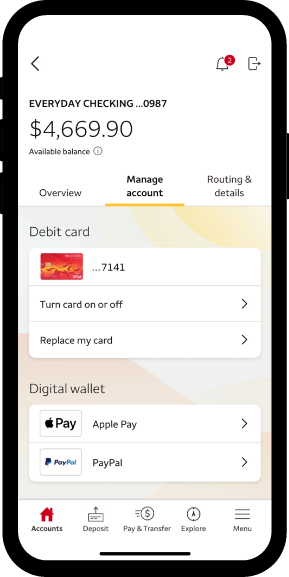 2
EVERYDAY CHECKING ...0987
$4,669.90
Available balance
Overview
Manage
account
Routing &
details
Debit card
...7141
Turn card on or off
Replace my card
Digital wallet
Pay
Apple Pay
PayPal
PayPal
Accounts
Deposit
Pay & Transfer
Explore
Menu